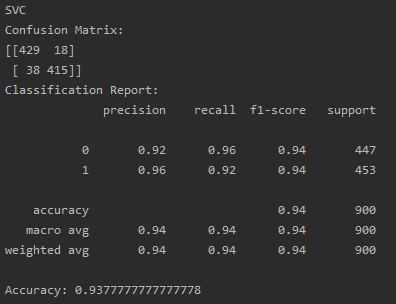 SVC
Confusion Matrix:
[[429  18]
 [ 38 415]]
Classification Report:
              precision    recall  f1-score   support

           0       0.92      0.96      0.94       447
           1       0.96      0.92      0.94       453

    accuracy                           0.94       900
   macro avg       0.94      0.94      0.94       900
weighted avg       0.94      0.94      0.94       900

Accuracy: 0.9377777777777778